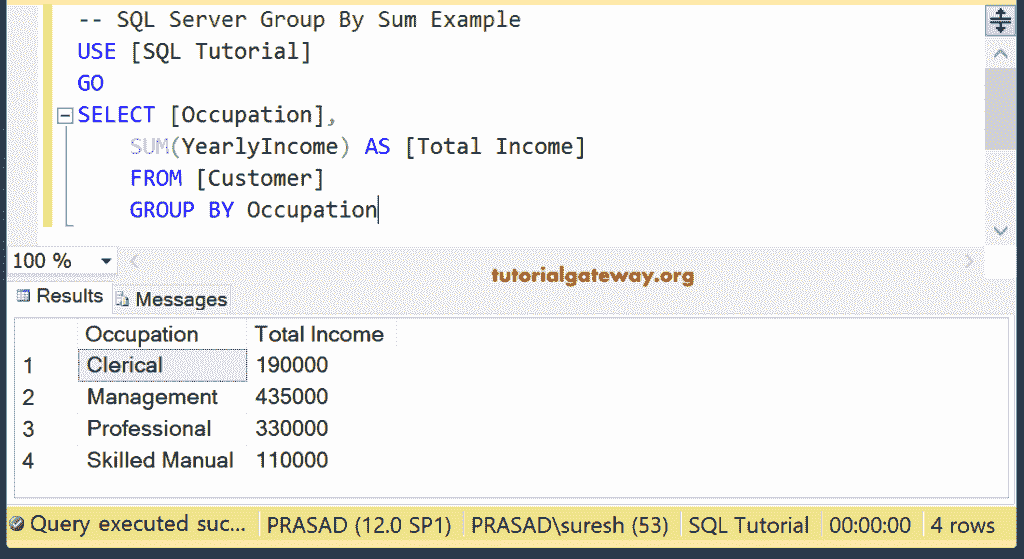 -- SQL Server Group By Sum Example
USE [SQL Tutorial]
GO
SELECT [Occupation],
SUM(YearlyIncome) AS [Total Income]
FROM [Customer]
GROUP BY Occupation
100 %
tutorialgateway.org
Results Messages
Occupation Total Income
1 Clerical 190000
2 Management 435000
3 Professional 330000
4 Skilled Manual 110000
Query executed suc... PRASAD (12.0 SP1) PRASAD\suresh (53) SQL Tutorial 00:00:00 4 rows